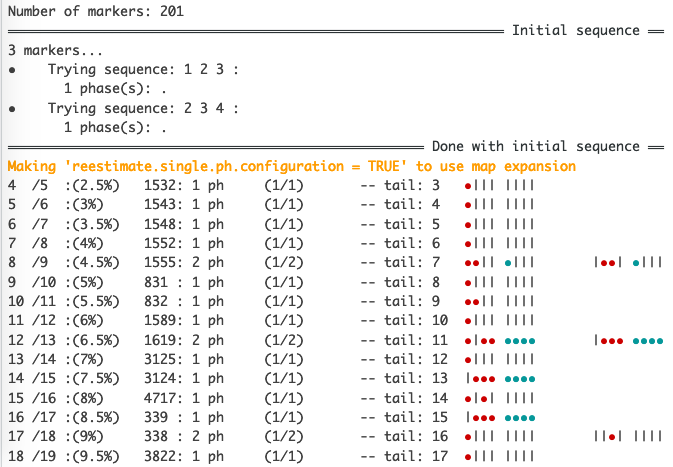 Number of markers: 201
════════════════════════════════════════════════════════════ Initial sequence ══
3 markers...
●    Trying sequence: 1 2 3 :
       1 phase(s): .
●    Trying sequence: 2 3 4 :
       1 phase(s): .
══════════════════════════════════════════════════ Done with initial sequence ══
Making 'reestimate.single.ph.configuration = TRUE' to use map expansion
4  /5  :(2.5%)   1532: 1 ph     (1/1)       -- tail: 3   ●||| ||||
5  /6  :(3%)     1543: 1 ph     (1/1)       -- tail: 4   ●||| ||||
6  /7  :(3.5%)   1548: 1 ph     (1/1)       -- tail: 5   ●||| ||||
7  /8  :(4%)     1552: 1 ph     (1/1)       -- tail: 6   ●||| ||||
8  /9  :(4.5%)   1555: 2 ph     (1/2)       -- tail: 7   ●●|| ●|||       |●●| ●|||
9  /10 :(5%)     831 : 1 ph     (1/1)       -- tail: 8   ●||| ||||
10 /11 :(5.5%)   832 : 1 ph     (1/1)       -- tail: 9   ●●|| ||||
11 /12 :(6%)     1589: 1 ph     (1/1)       -- tail: 10  ●||| ||||
12 /13 :(6.5%)   1619: 2 ph     (1/2)       -- tail: 11  ●|●● ●●●●       |●●● ●●●●
13 /14 :(7%)     3125: 1 ph     (1/1)       -- tail: 12  ●||| ||||
14 /15 :(7.5%)   3124: 1 ph     (1/1)       -- tail: 13  |●●● ●●●●
15 /16 :(8%)     4717: 1 ph     (1/1)       -- tail: 14  ●|●| ||||
16 /17 :(8.5%)   339 : 1 ph     (1/1)       -- tail: 15  |●●● ●●●●
17 /18 :(9%)     338 : 2 ph     (1/2)       -- tail: 16  ●||| ||||       ||●| ||||
18 /19 :(9.5%)   3822: 1 ph     (1/1)       -- tail: 17  ●||| ||||